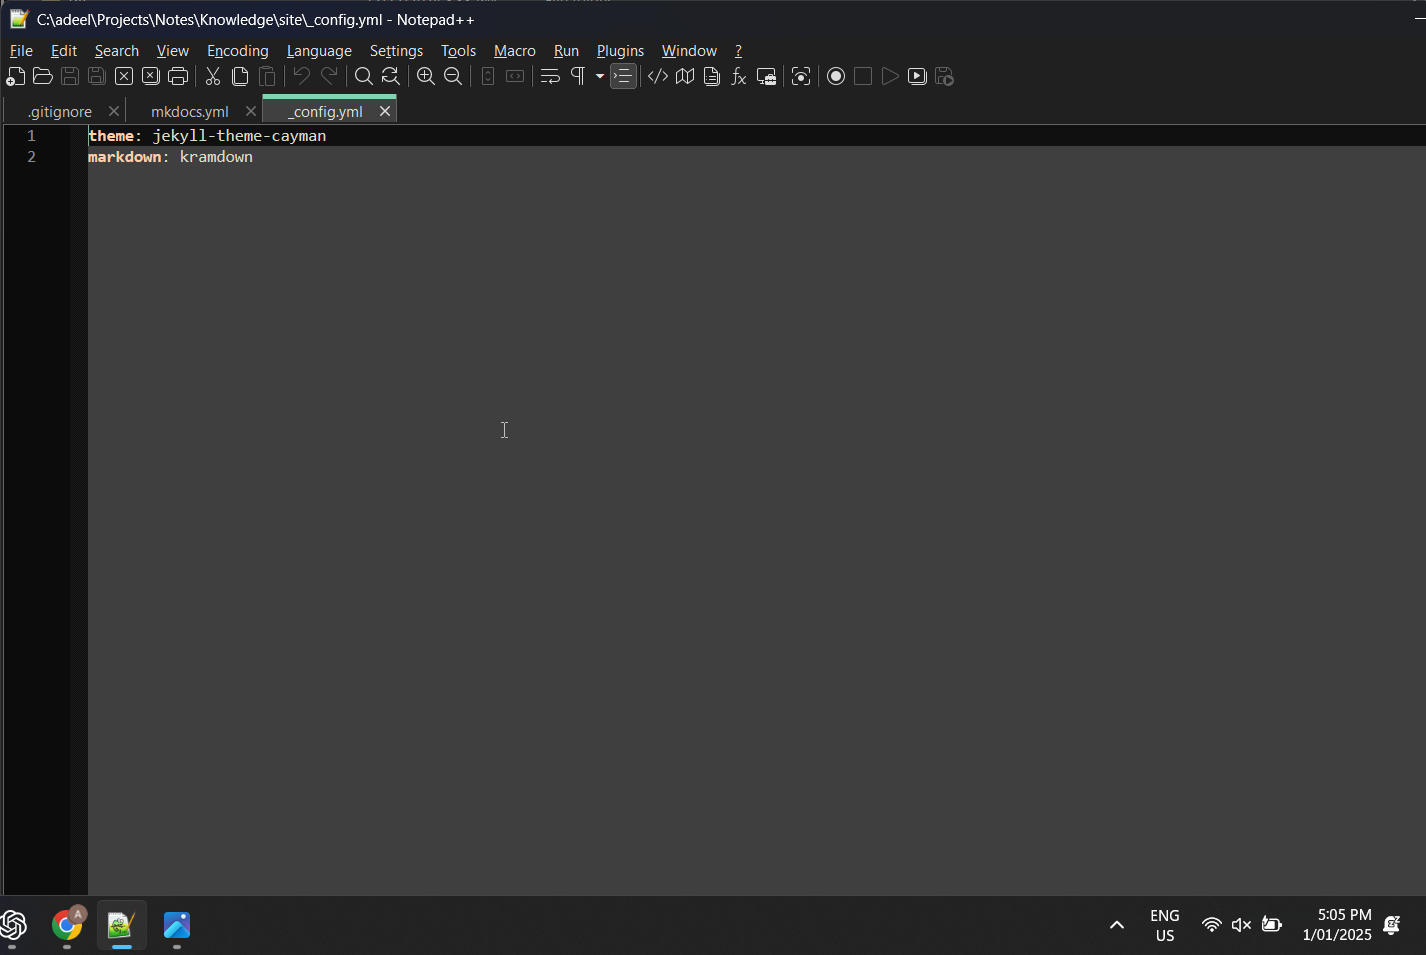 C:\adeel\Projects\Notes\Knowledge\site\_config.yml - Notepad++
File Edit Search View Encoding Language Settings Tools Macro Run Plugins Window ?
.gitignore mkdocs.yml _config.yml
1 theme: jekyll-theme-cayman
2 markdown: kramdown
A
ENG
US
5:05 PM
1/01/2025